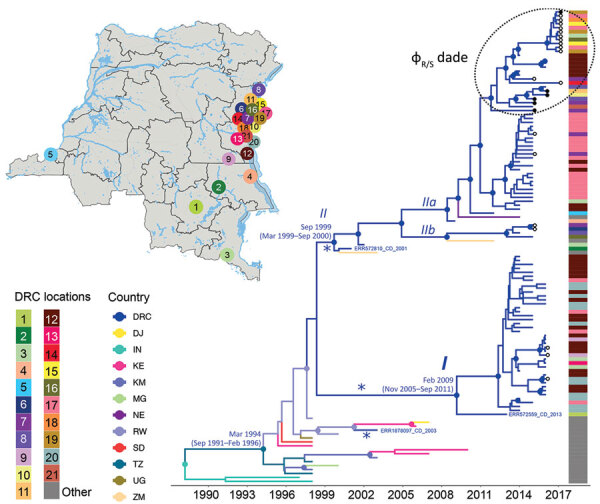 8
11
15
6
16
17
14
7
19
18
10
13
21
20
5
9
12
4
2
1
3
ϕR/S dade
IIa
II
Sep 1999
(Mar 1999–Sep 2000)
IIb
*
ERR572810_CD_2001
I
*
Feb 2009
(Nov 2005–Sep 2011)
ERR572559_CD_2013
Mar 1994
(Sep 1991–Feb 1996)
ERR1878097_CD_2003
*
DRC locations
1 12
2 13
3 14
4 15
5 16
6 17
7 18
8 19
9 20
10 21
11 Other
Country
DRC
DJ
IN
KE
KM
MG
NE
RW
SD
TZ
UG
ZM
1990 1993 1996 1999 2002 2005 2008 2011 2014 2017